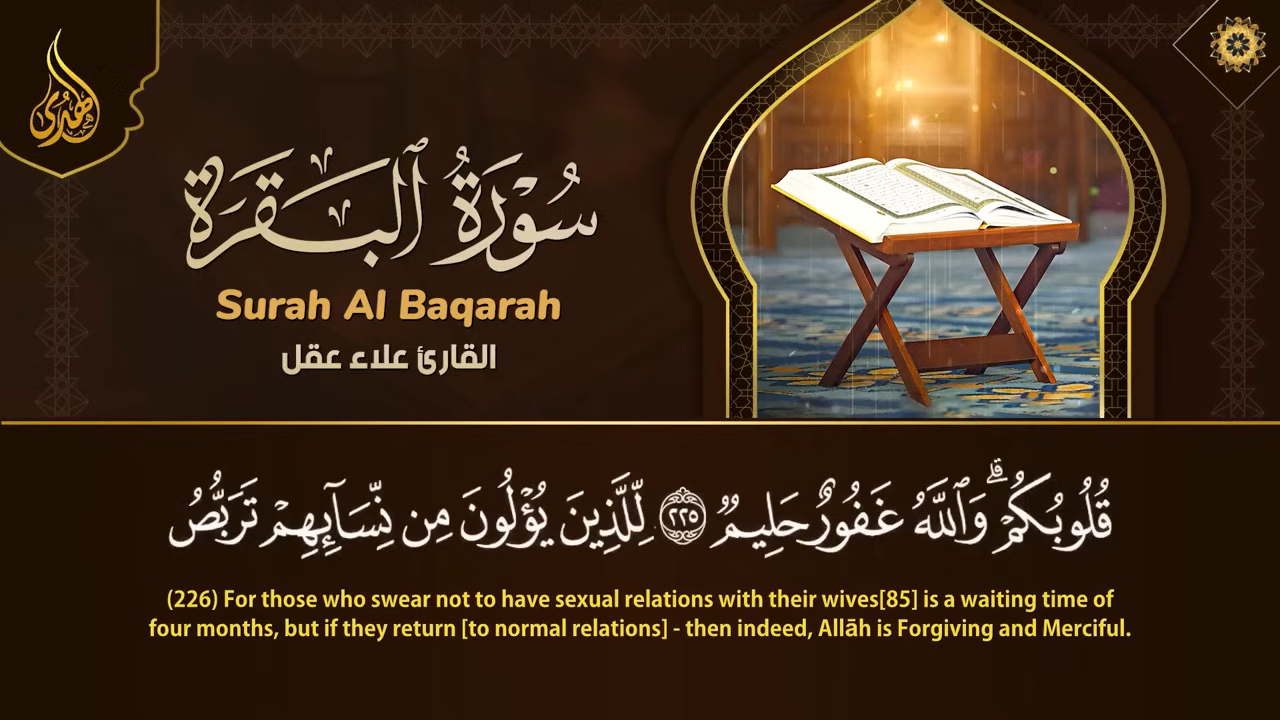 هدى
سُورَةُ ٱلْبَقَرَة
Surah Al Baqarah
القارئ علاء عقل
قُلُوبُكُمْ ۗ وَٱللَّهُ غَفُورٌ حَلِيمٌ ٢٢٥ لِّلَّذِينَ يُؤْلُونَ مِن نِّسَآئِهِمْ تَرَبُّصُ
(226) For those who swear not to have sexual relations with their wives[85] is a waiting time of
four months, but if they return [to normal relations] - then indeed, Allāh is Forgiving and Merciful.